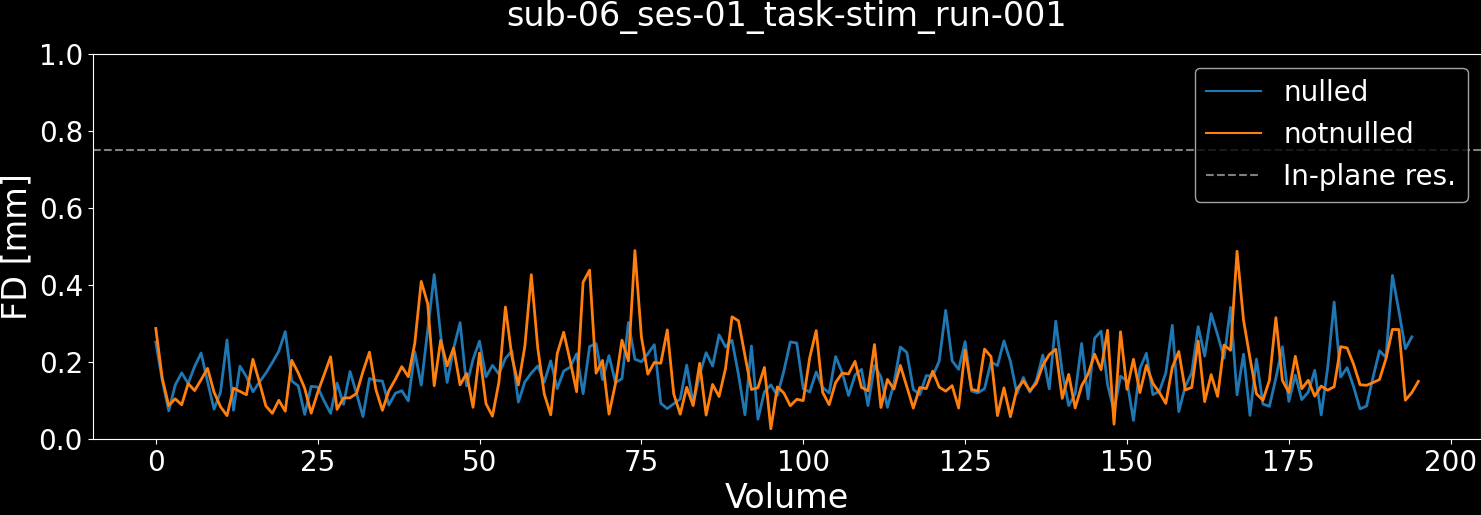 sub-06_ses-01_task-stim_run-001
1.0
0.8
0.6
0.4
0.2
0.0
FD [mm]
nulled
notnulled
In-plane res.
0 25 50 75 100 125 150 175 200
Volume